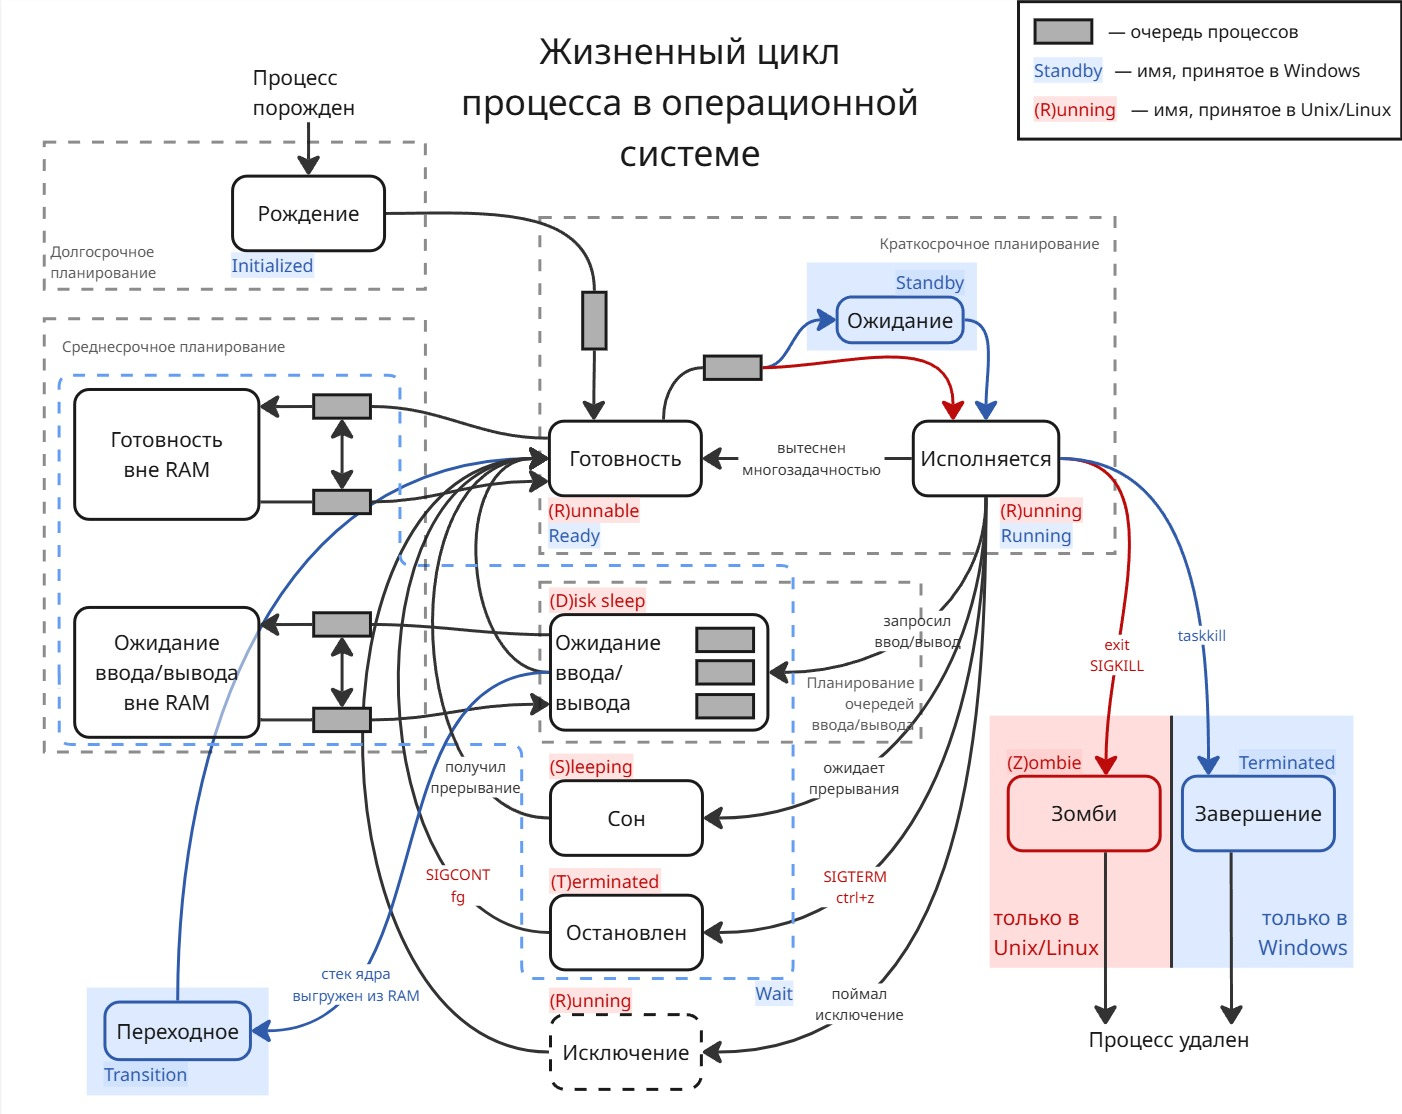 Жизненный цикл
процесса в операционной
системе
— очередь процессов
Standby — имя, принятое в Windows
(R)unning — имя, принятое в Unix/Linux
Процесс
порожден
Рождение
Долгосрочное
планирование
Initialized
Краткосрочное планирование
Standby
Ожидание
Среднесрочное планирование
Готовность
вне RAM
Готовность
вытеснен
многозадачностью
Исполняется
(R)unnable
Ready
(R)unning
Running
(D)isk sleep
Ожидание
ввода/
вывода
запросил
ввод/вывод
Планирование
очередей
ввода/вывода
Ожидание
ввода/вывода
вне RAM
exit
SIGKILL
taskkill
получил
прерывание
(S)leeping
Сон
ожидает
прерывания
(Z)ombie
Зомби
Terminated
Завершение
SIGCONT
fg
(T)erminated
Остановлен
SIGTERM
ctrl+z
только в
Unix/Linux
только в
Windows
стек ядра
выгружен из RAM
Wait
(R)unning
Исключение
поймал
исключение
Переходное
Transition
Процесс удален